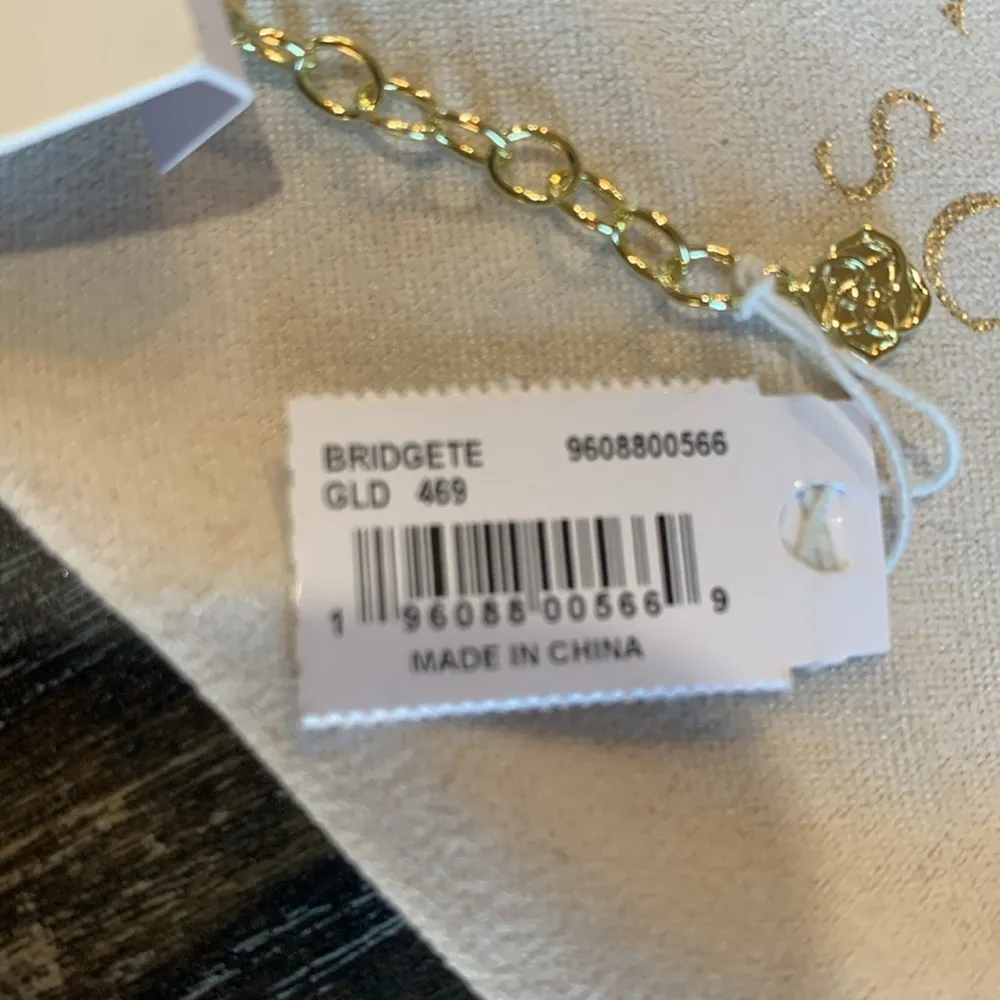 S
BRIDGETE 9608800566
GLD 469
1 96088 00566 9
MADE IN CHINA